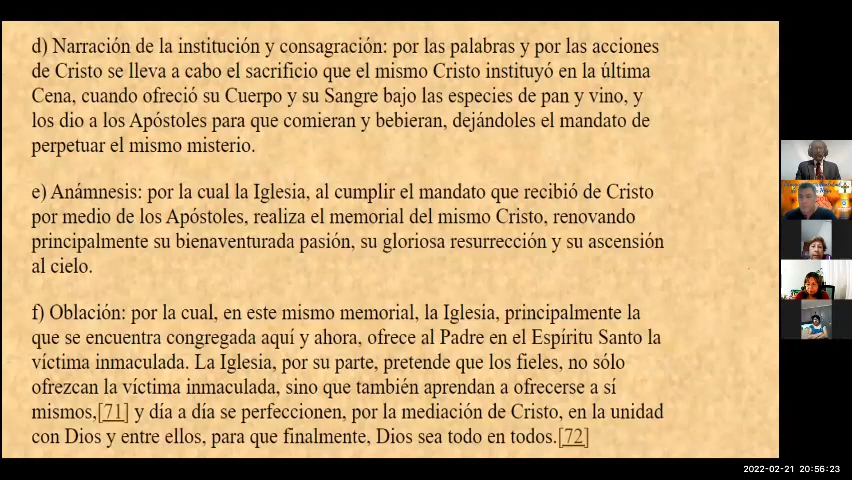 d) Narración de la institución y consagración: por las palabras y por las acciones
de Cristo se lleva a cabo el sacrificio que el mismo Cristo instituyó en la última
Cena, cuando ofreció su Cuerpo y su Sangre bajo las especies de pan y vino, y
los dio a los Apóstoles para que comieran y bebieran, dejándoles el mandato de
perpetuar el mismo misterio.
e) Anámnesis: por la cual la Iglesia, al cumplir el mandato que recibió de Cristo
por medio de los Apóstoles, realiza el memorial del mismo Cristo, renovando
principalmente su bienaventurada pasión, su gloriosa resurrección y su ascensión
al cielo.
f) Oblación: por la cual, en este mismo memorial, la Iglesia, principalmente la
que se encuentra congregada aquí y ahora, ofrece al Padre en el Espíritu Santo la
víctima inmaculada. La Iglesia, por su parte, pretende que los fieles, no sólo
ofrezcan la víctima inmaculada, sino que también aprendan a ofrecerse a sí
mismos,[71] y día a día se perfeccionen, por la mediación de Cristo, en la unidad
con Dios y entre ellos, para que finalmente, Dios sea todo en todos.[72]
2022-02-21 20:56:23